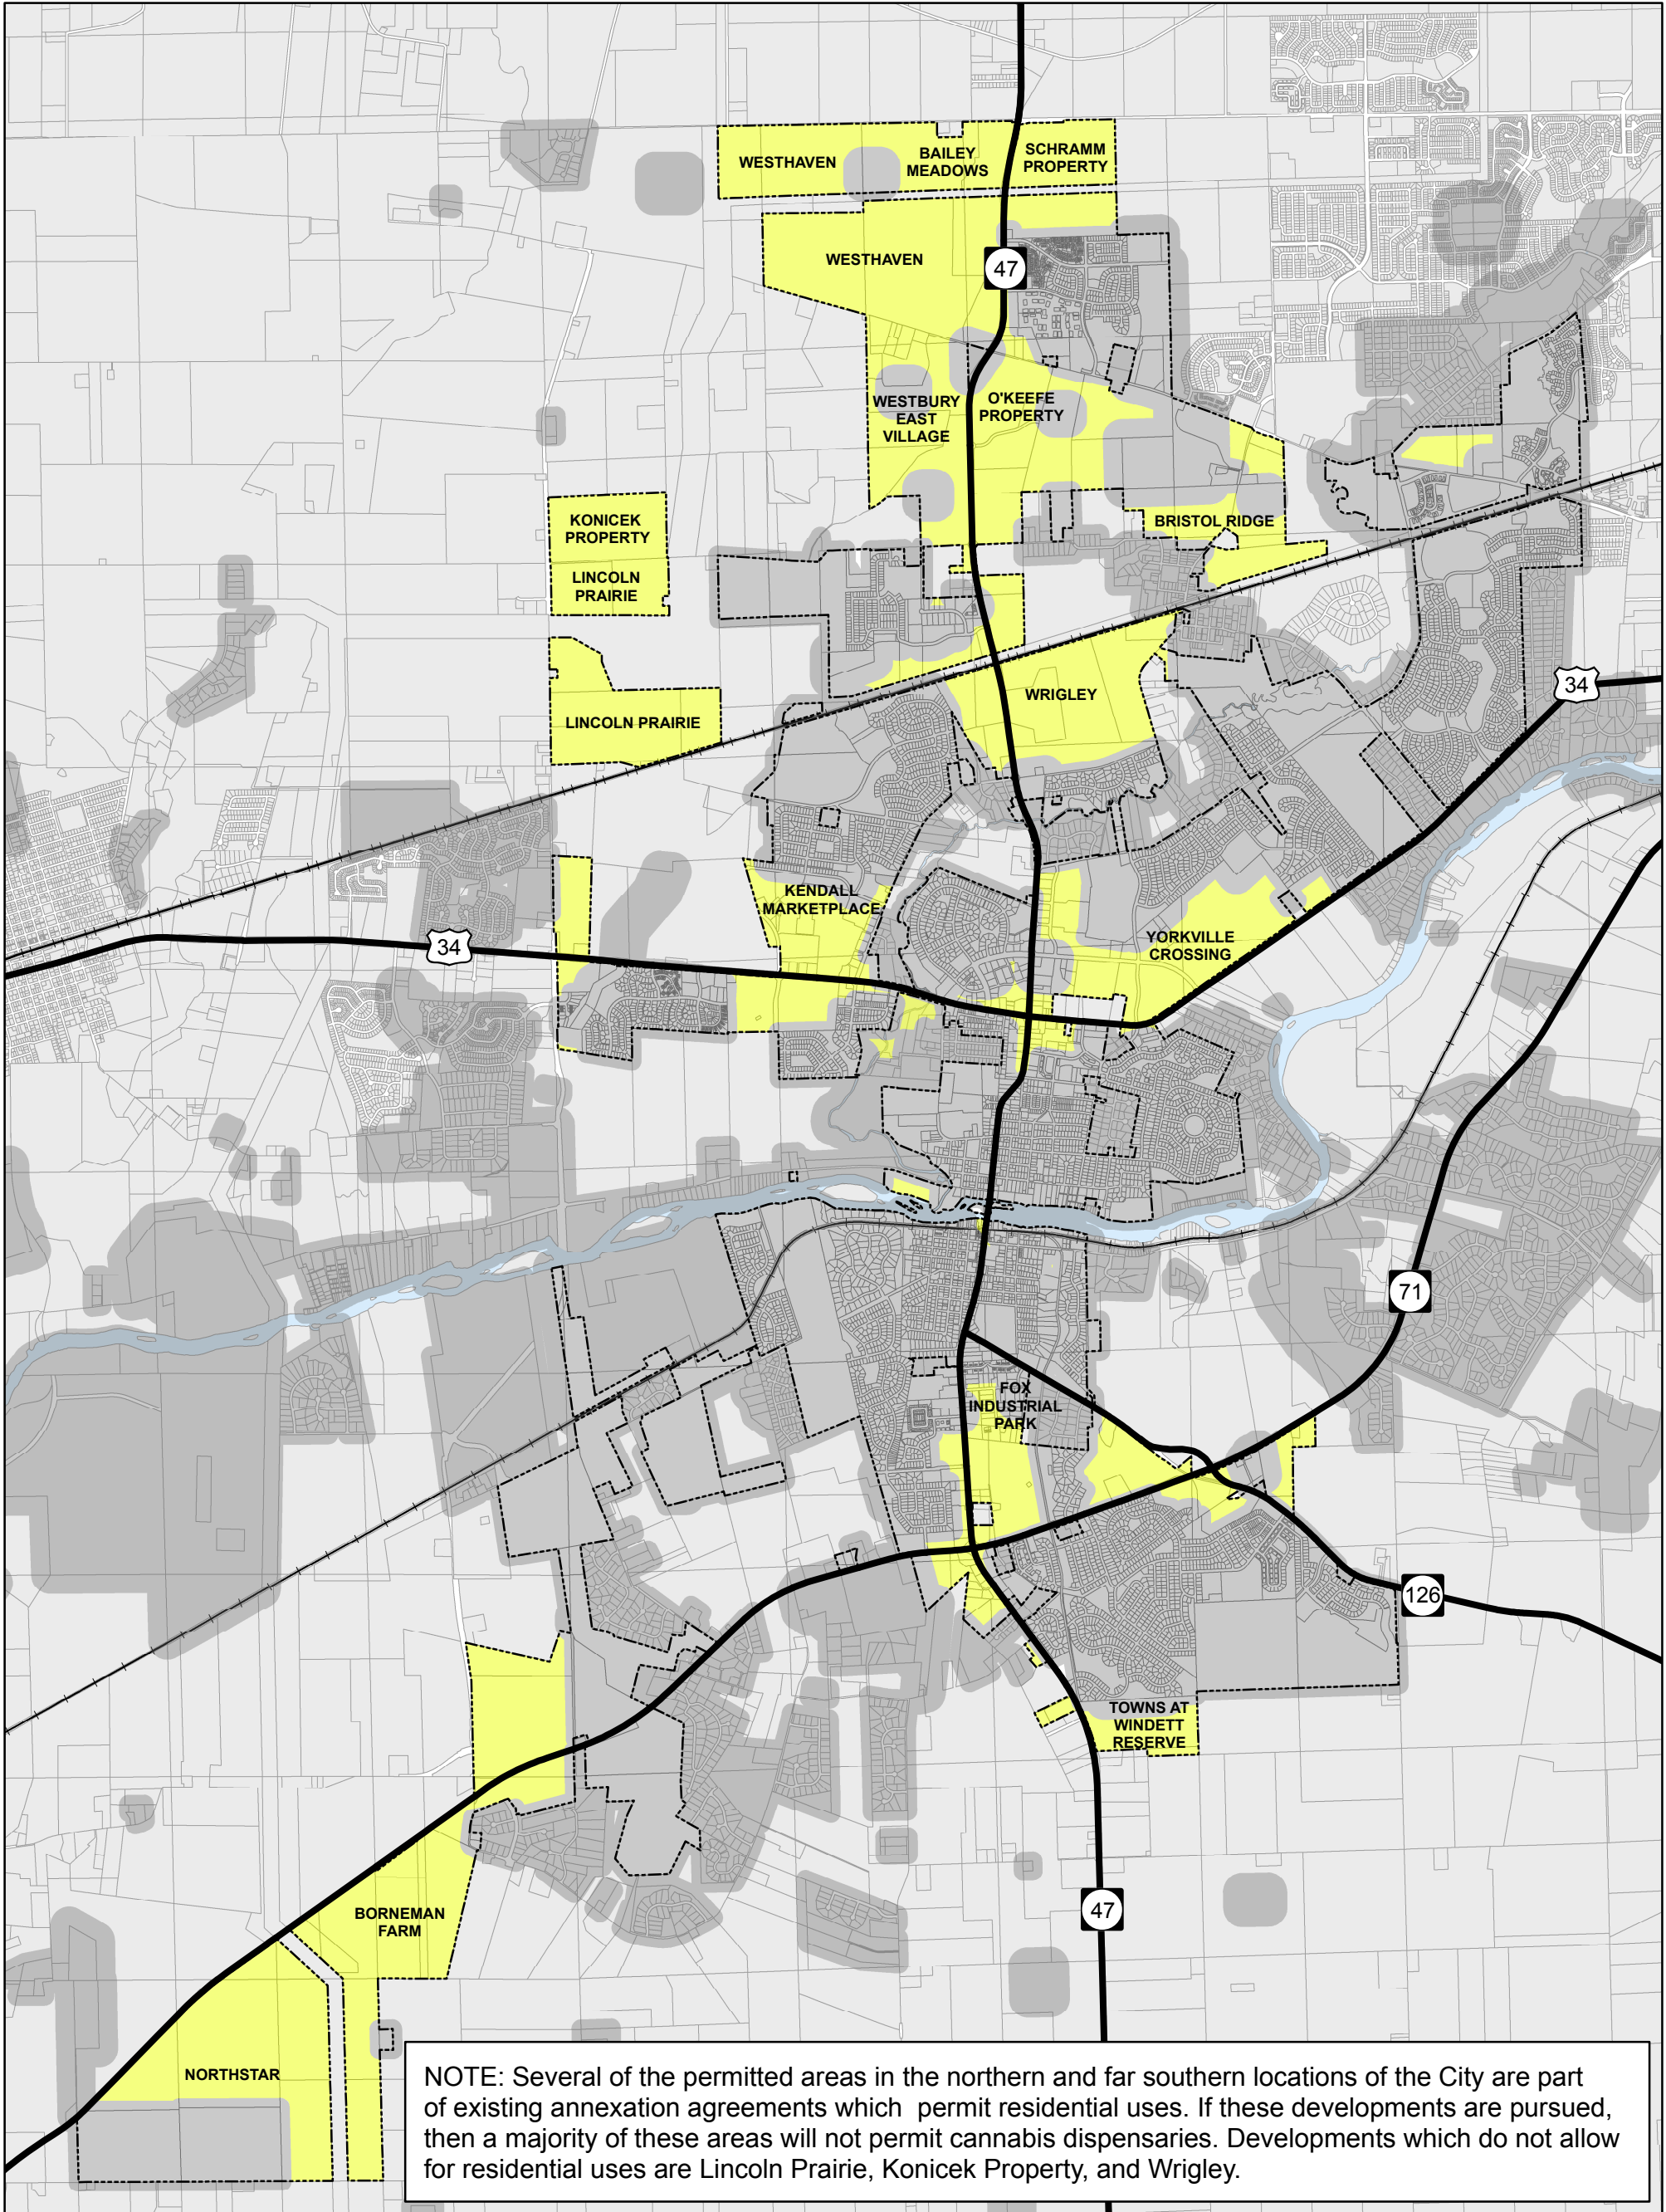 WESTHAVEN
BAILEY
MEADOWS
SCHRAMM
PROPERTY
WESTHAVEN
47
WESTBURY
EAST
VILLAGE
O'KEEFE
PROPERTY
KONICEK
PROPERTY
LINCOLN
PRAIRIE
BRISTOL RIDGE
LINCOLN PRAIRIE
WRIGLEY
34
KENDALL
MARKETPLACE
34
YORKVILLE
CROSSING
71
FOX
INDUSTRIAL
PARK
126
TOWNS AT
WINDETT
RESERVE
BORNEMAN
FARM
47
NORTHSTAR
NOTE: Several of the permitted areas in the northern and far southern locations of the City are part
of existing annexation agreements which  permit residential uses. If these developments are pursued,
then a majority of these areas will not permit cannabis dispensaries. Developments which do not allow
for residential uses are Lincoln Prairie, Konicek Property, and Wrigley.